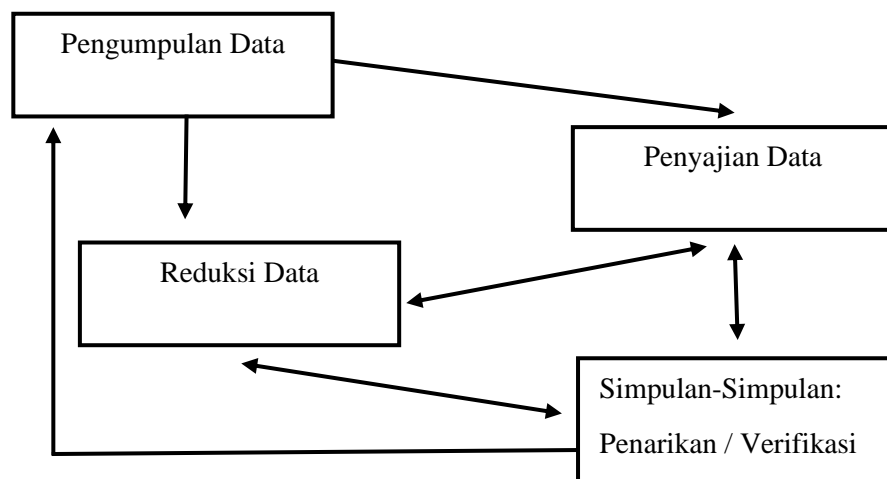 Pengumpulan Data
Penyajian Data
Reduksi Data
Simpulan-Simpulan:
Penarikan / Verifikasi